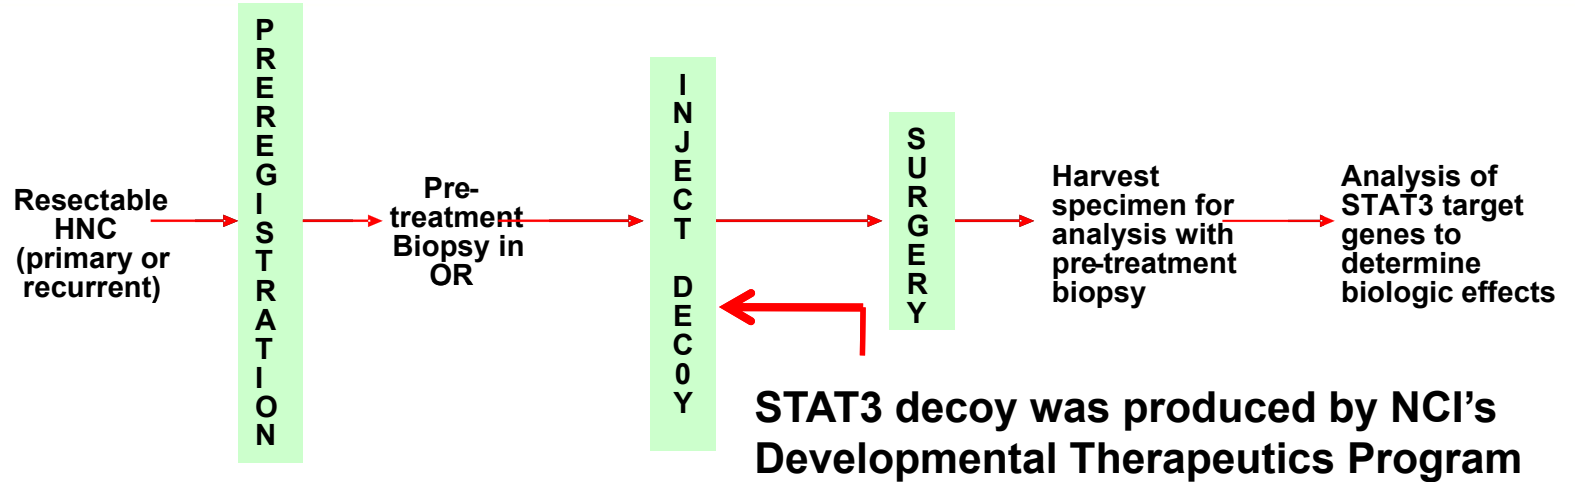 Resectable
HNC
(primary or
recurrent)
PREREGISTRATION
Pre-
treatment
Biopsy in
OR
INJECT DEC0Y
SURGERY
Harvest
specimen for
analysis with
pre-treatment
biopsy
Analysis of
STAT3 target
genes to
determine
biologic effects
STAT3 decoy was produced by NCI’s
Developmental Therapeutics Program